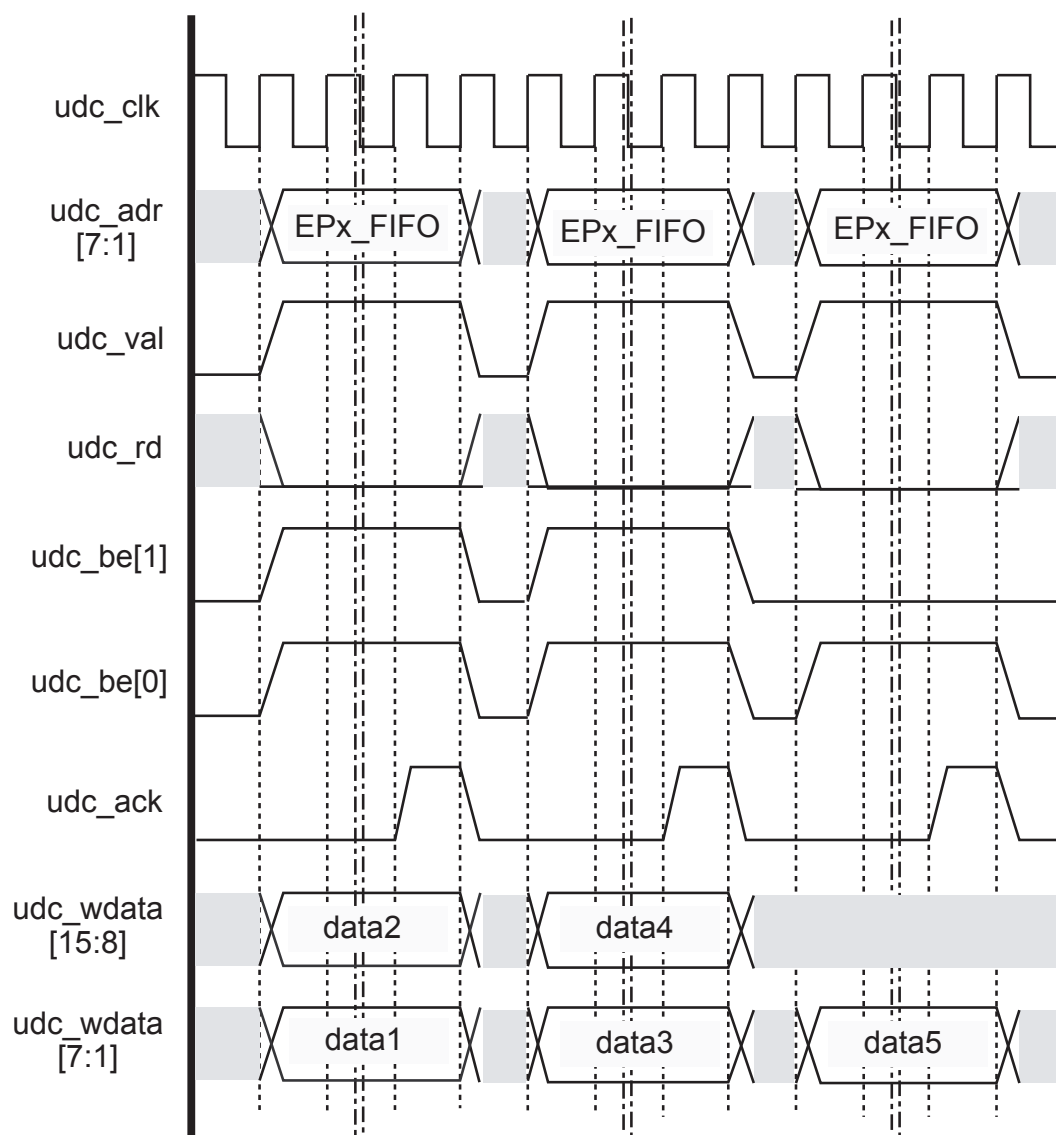 udc_clk
udc_adr
[7:1]
EPx_FIFO
EPx_FIFO
EPx_FIFO
udc_val
udc_rd
udc_be[1]
udc_be[0]
udc_ack
udc_wdata
[15:8]
data2
data4
udc_wdata
[7:1]
data1
data3
data5